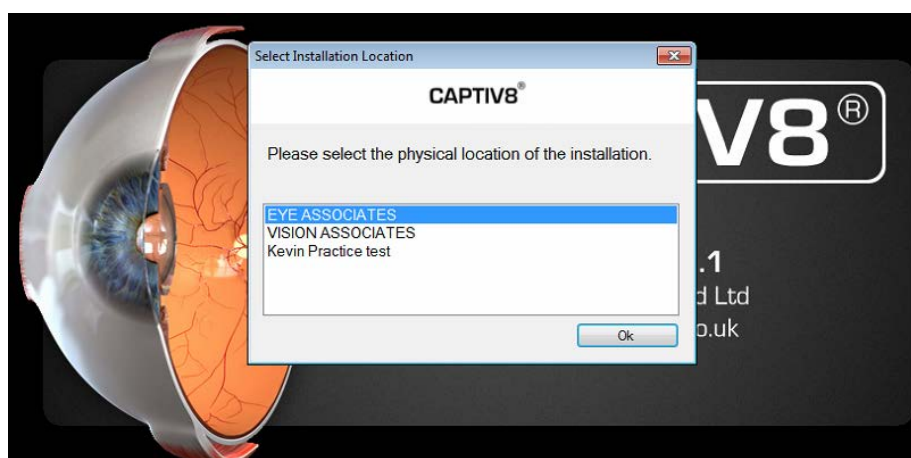 Select Installation Location
CAPTIV8®
V8®
Please select the physical location of the installation.
EYE ASSOCIATES
VISION ASSOCIATES
Kevin Practice test
.1
d Ltd
o.uk
Ok